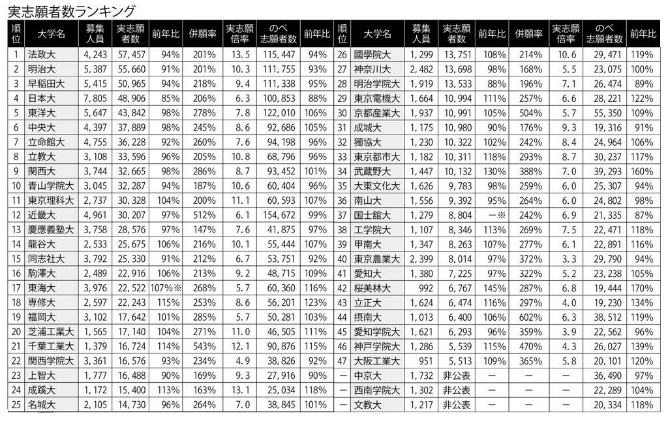 実志願者数ランキング
順位 大学名 募集人員 実志願者数 前年比 併願率 実志願倍率 のべ志願者数 前年比
1 法政大 4,243 57,457 94% 201% 13.5 115,447 94%
2 明治大 5,387 55,660 91% 201% 10.3 111,755 93%
3 早稲田大 5,415 50,965 94% 218% 9.4 111,338 95%
4 日本大 7,805 48,906 85% 206% 6.3 100,853 88%
5 東洋大 5,647 43,842 98% 278% 7.8 122,010 106%
6 中央大 4,397 37,889 98% 245% 8.6 92,686 105%
7 立命館大 4,755 36,228 92% 260% 7.6 94,198 96%
8 立教大 3,108 33,596 96% 205% 10.8 68,796 96%
9 関西大 3,744 32,665 98% 286% 8.7 93,452 101%
10 青山学院大 3,045 32,287 94% 187% 10.6 60,404 96%
11 東京理科大 2,737 30,328 104% 200% 11.1 60,593 107%
12 近畿大 4,961 30,207 97% 512% 6.1 154,672 99%
13 慶應義塾大 3,758 28,576 97% 147% 7.6 41,875 97%
14 龍谷大 2,533 25,675 106% 216% 10.1 55,444 107%
15 同志社大 3,792 25,330 91% 212% 6.7 53,751 92%
16 駒澤大 2,489 22,916 106% 213% 9.2 48,715 109%
17 東海大 3,976 22,522 107%※ 268% 5.7 60,360 116%
18 専修大 2,597 22,243 115% 253% 8.6 56,201 123%
19 福岡大 3,102 17,642 101% 285% 5.7 50,281 103%
20 芝浦工業大 1,565 17,140 104% 271% 11.0 46,505 111%
21 千葉工業大 1,379 16,724 114% 543% 12.1 90,876 115%
22 関西学院大 3,361 16,576 93% 234% 4.9 38,826 92%
23 上智大 1,777 16,488 90% 169% 9.3 27,916 90%
24 成蹊大 1,172 15,400 113% 163% 13.1 25,034 118%
25 名城大 2,105 14,730 96% 264% 7.0 38,845 101%
順位 大学名 募集人員 実志願者数 前年比 併願率 実志願倍率 のべ志願者数 前年比
26 國學院大 1,299 13,751 108% 214% 10.6 29,471 119%
27 神奈川大 2,482 13,698 98% 168% 5.5 23,075 100%
28 明治学院大 1,919 13,533 88% 196% 7.1 26,474 89%
29 東京電機大 1,664 10,994 111% 257% 6.6 28,221 122%
30 京都産業大 1,937 10,991 105% 504% 5.7 55,350 109%
31 成城大 1,175 10,980 90% 176% 9.3 19,316 91%
32 獨協大 1,230 10,322 102% 242% 8.4 24,964 106%
33 東京都市大 1,182 10,311 118% 293% 8.7 30,237 117%
34 武蔵野大 1,447 10,132 130% 388% 7.0 39,293 160%
35 大東文化大 1,626 9,783 98% 259% 6.0 25,307 94%
36 南山大 1,556 9,392 95% 264% 6.0 24,802 98%
37 国士館大 1,279 8,804 －※ 242% 6.9 21,335 87%
38 工学院大 1,107 8,346 113% 269% 7.5 22,471 118%
39 甲南大 1,347 8,263 107% 277% 6.1 22,891 116%
40 東京農業大 2,399 8,014 97% 372% 3.3 29,790 94%
41 愛知大 1,380 7,225 97% 322% 5.2 23,238 105%
42 桜美林大 992 6,767 145% 287% 6.8 19,444 170%
43 立正大 1,624 6,474 116% 297% 4.0 19,230 134%
44 摂南大 1,013 6,400 106% 602% 6.3 38,512 119%
45 愛知学院大 1,621 6,293 96% 359% 3.9 22,562 96%
46 神戸学院大 1,286 5,539 115% 470% 4.3 26,027 139%
47 大阪工業大 951 5,513 109% 365% 5.8 20,101 120%
－ 中京大 1,732 非公表 － － － 36,490 97%
－ 西南学院大 1,302 非公表 － － － 22,289 104%
－ 文教大 1,217 非公表 － － － 20,334 118%